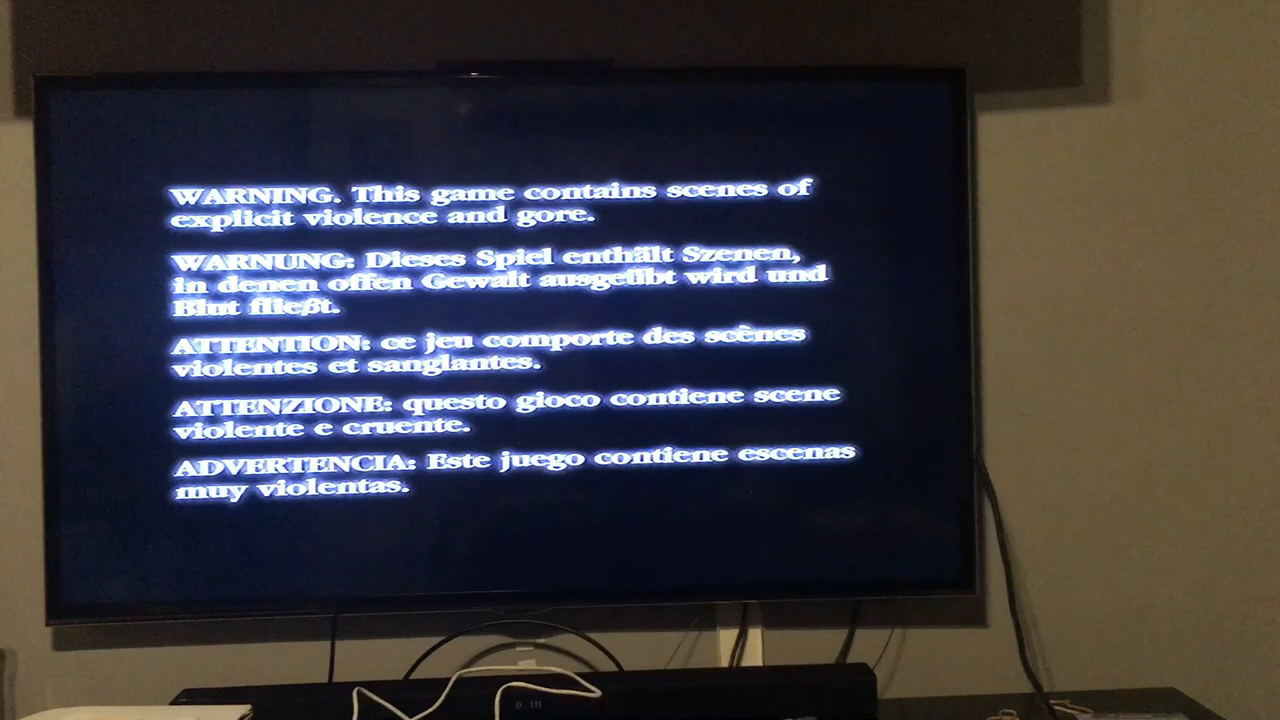 WARNING. This game contains scenes of
explicit violence and gore.
WARNUNG: Dieses Spiel enthält Szenen,
in denen offen Gewalt ausgeübt wird und
Blut fließt.
ATTENTION: ce jeu comporte des scènes
violentes et sanglantes.
ATTENZIONE: questo gioco contiene scene
violente e cruente.
ADVERTENCIA: Este juego contiene escenas
muy violentas.
D.IN